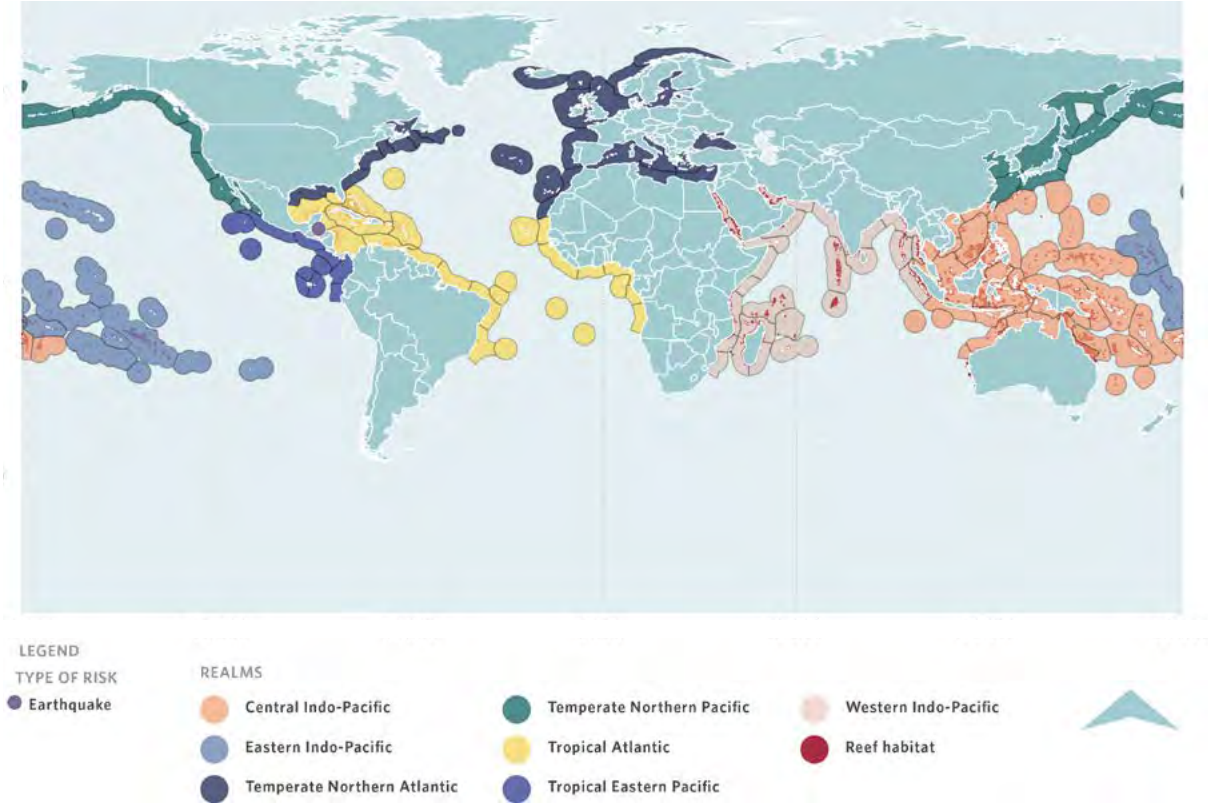 LEGEND
TYPE OF RISK
Earthquake
REALMS
Central Indo-Pacific
Eastern Indo-Pacific
Temperate Northern Atlantic
Temperate Northern Pacific
Tropical Atlantic
Tropical Eastern Pacific
Western Indo-Pacific
Reef habitat